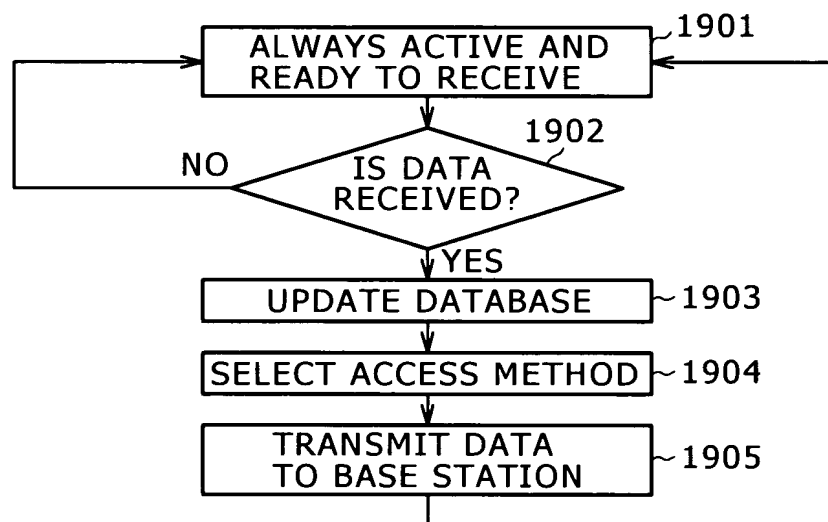 ALWAYS ACTIVE AND
READY TO RECEIVE
1901
1902
NO
IS DATA
RECEIVED?
YES
UPDATE DATABASE
1903
SELECT ACCESS METHOD
1904
TRANSMIT DATA
TO BASE STATION
1905